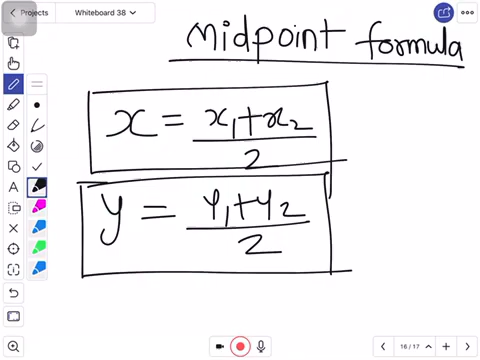 Projects
Whiteboard 38
midpoint formula
x = x₁+x₂
2
y = y₁+y₂
2
A
16 / 17